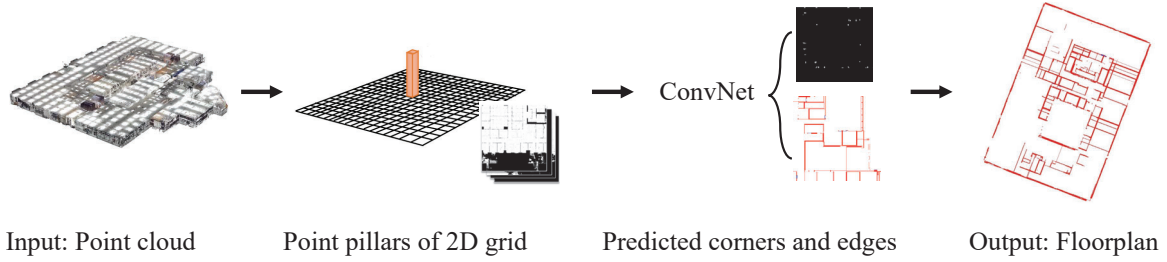 ConvNet
Input: Point cloud
Point pillars of 2D grid
Predicted corners and edges
Output: Floorplan